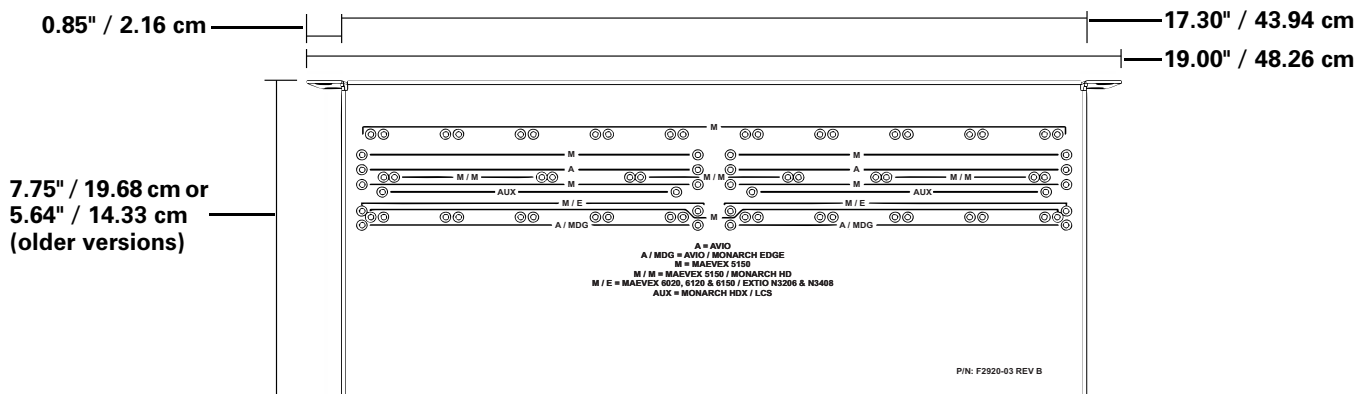 0.85" / 2.16 cm
17.30" / 43.94 cm
19.00" / 48.26 cm
7.75" / 19.68 cm or
5.64" / 14.33 cm
(older versions)
M
M
M
A
A
M / M
M / M
M / M
M
M
AUX
AUX
M / E
M / E
M
A / MDG
A / MDG
A = AVIO
A / MDG = AVIO / MONARCH EDGE
M = MAEVEX 5150
M / M = MAEVEX 5150 / MONARCH HD
M / E = MAEVEX 6020, 6120 & 6150 / EXTIO N3206 & N3408
AUX = MONARCH HDX / LCS
P/N: F2920-03 REV B